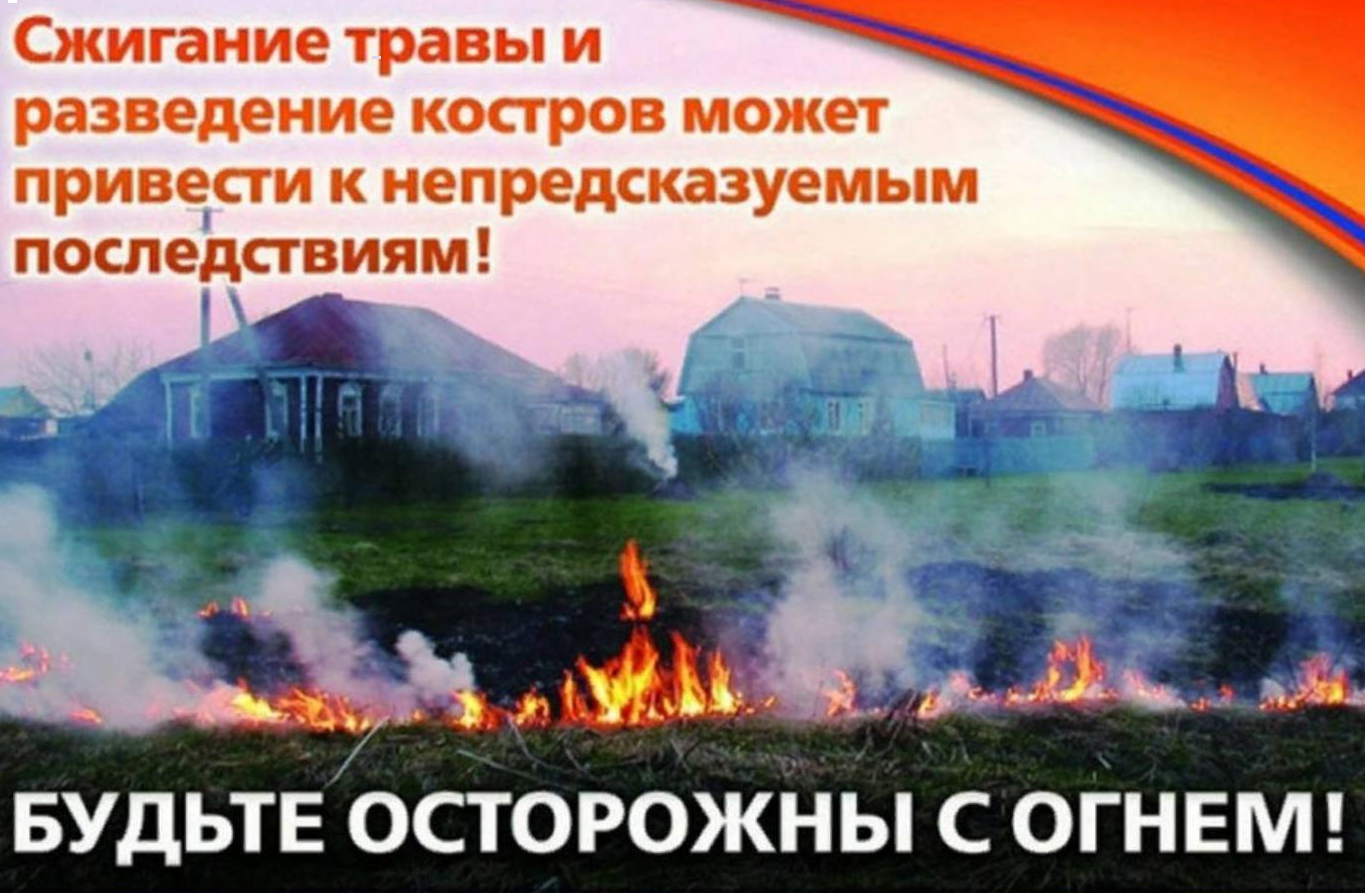 Сжигание травы и
разведение костров может
привести к непредсказуемым
последствиям!
БУДЬТЕ ОСТОРОЖНЫ С ОГНЕМ!